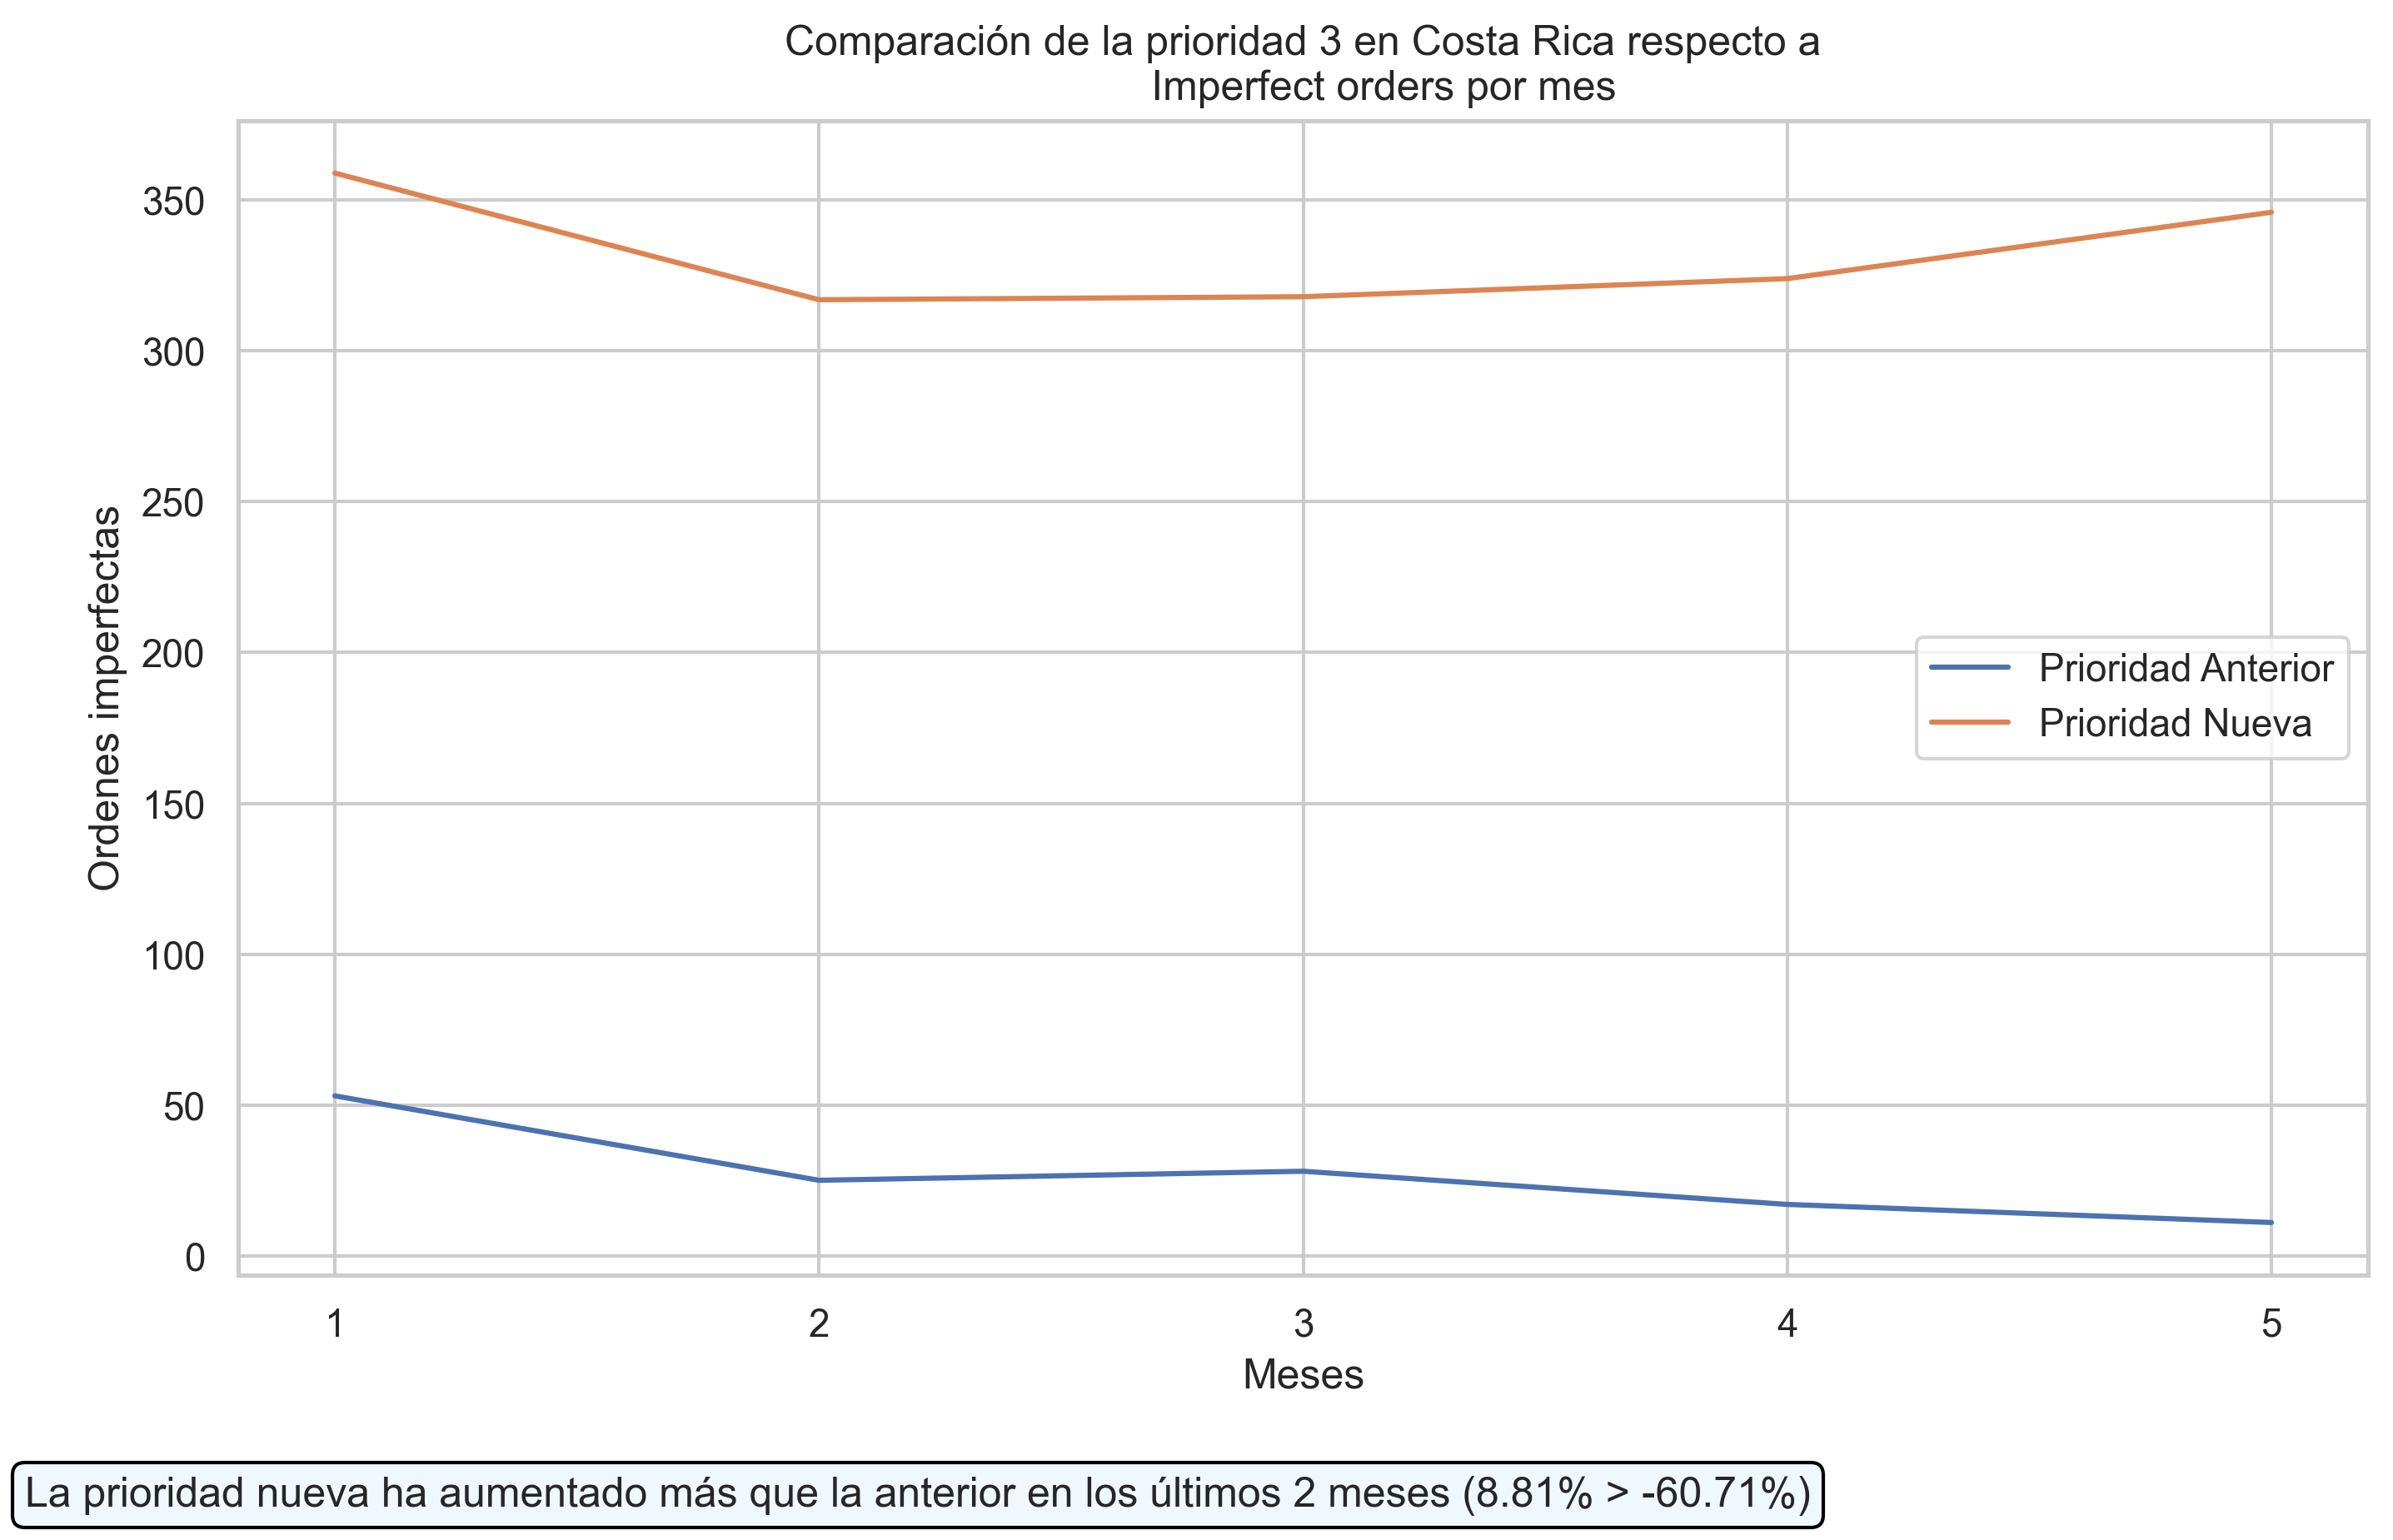 Comparación de la prioridad 3 en Costa Rica respecto a
Imperfect orders por mes
350
300
250
200
150
100
50
0
Ordenes imperfectas
Prioridad Anterior
Prioridad Nueva
1 2 3 4 5
Meses
La prioridad nueva ha aumentado más que la anterior en los últimos 2 meses (8.81% > -60.71%)